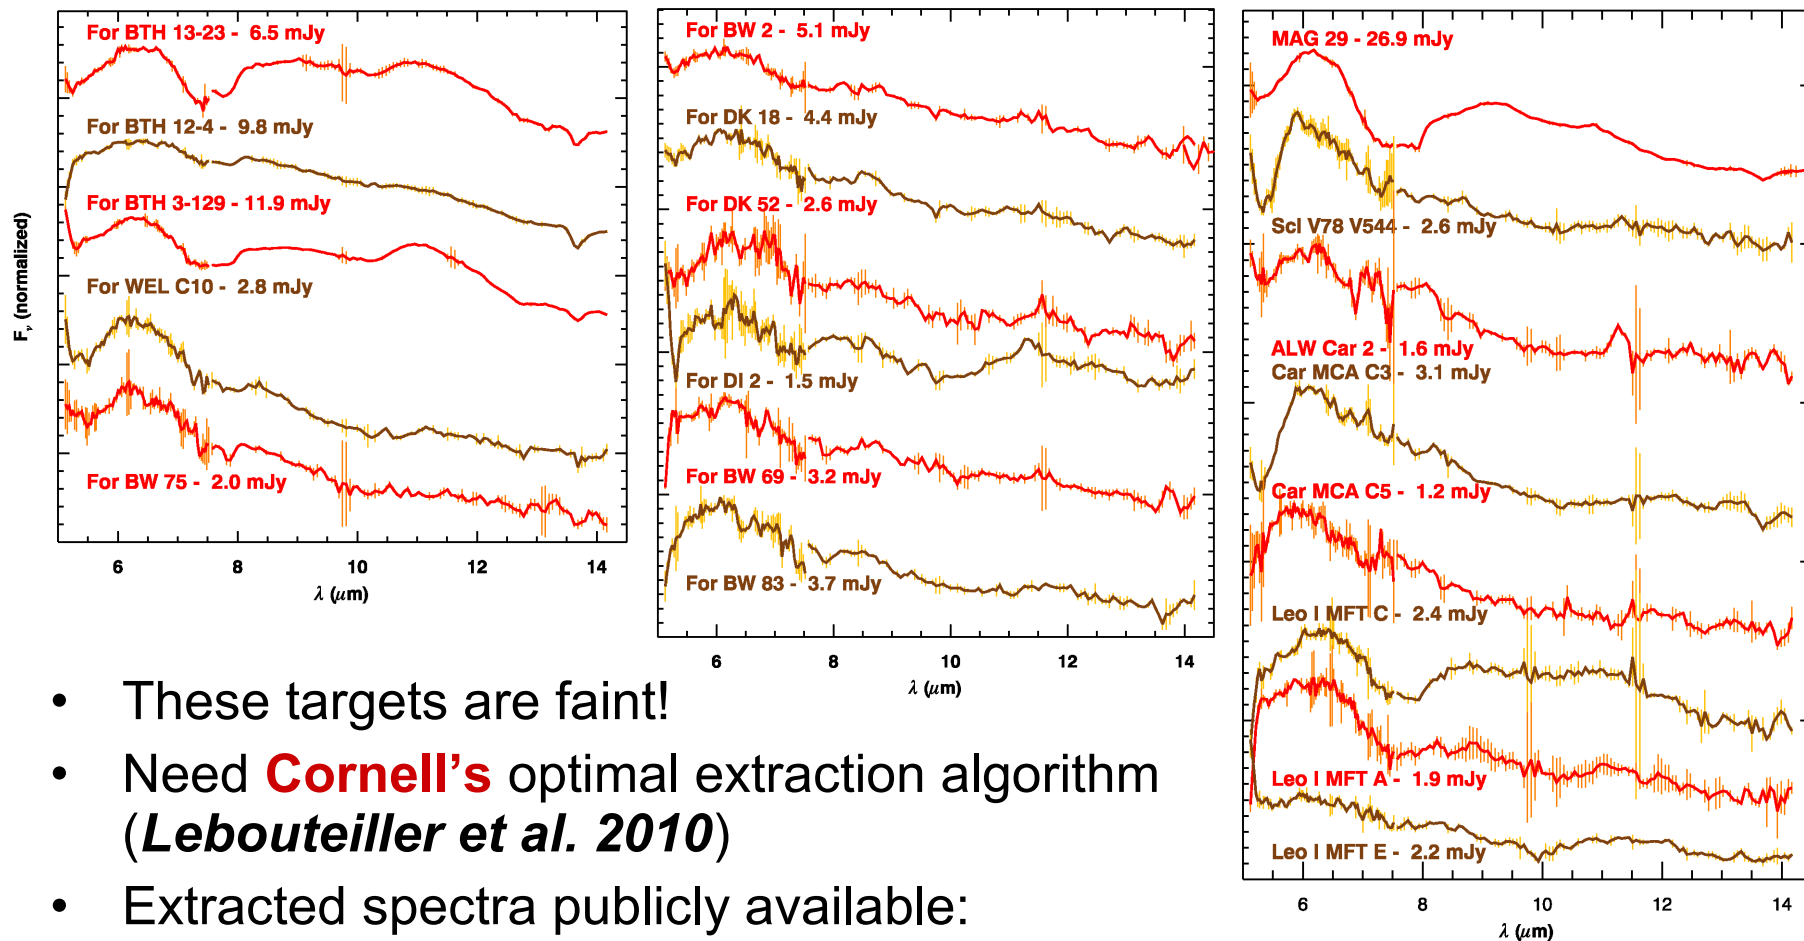 For BTH 13-23 - 6.5 mJy
For BTH 12-4 - 9.8 mJy
For BTH 3-129 - 11.9 mJy
For WEL C10 - 2.8 mJy
For BW 75 - 2.0 mJy
Fν (normalized)
6 8 10 12 14
λ (μm)
For BW 2 - 5.1 mJy
For DK 18 - 4.4 mJy
For DK 52 - 2.6 mJy
For DI 2 - 1.5 mJy
For BW 69 - 3.2 mJy
For BW 83 - 3.7 mJy
6 8 10 12 14
λ (μm)
MAG 29 - 26.9 mJy
Scl V78 V544 - 2.6 mJy
ALW Car 2 - 1.6 mJy
Car MCA C3 - 3.1 mJy
Car MCA C5 - 1.2 mJy
Leo I MFT C - 2.4 mJy
Leo I MFT A - 1.9 mJy
Leo I MFT E - 2.2 mJy
6 8 10 12 14
λ (μm)
• These targets are faint!
• Need Cornell's optimal extraction algorithm
(Lebouteiller et al. 2010)
• Extracted spectra publicly available: